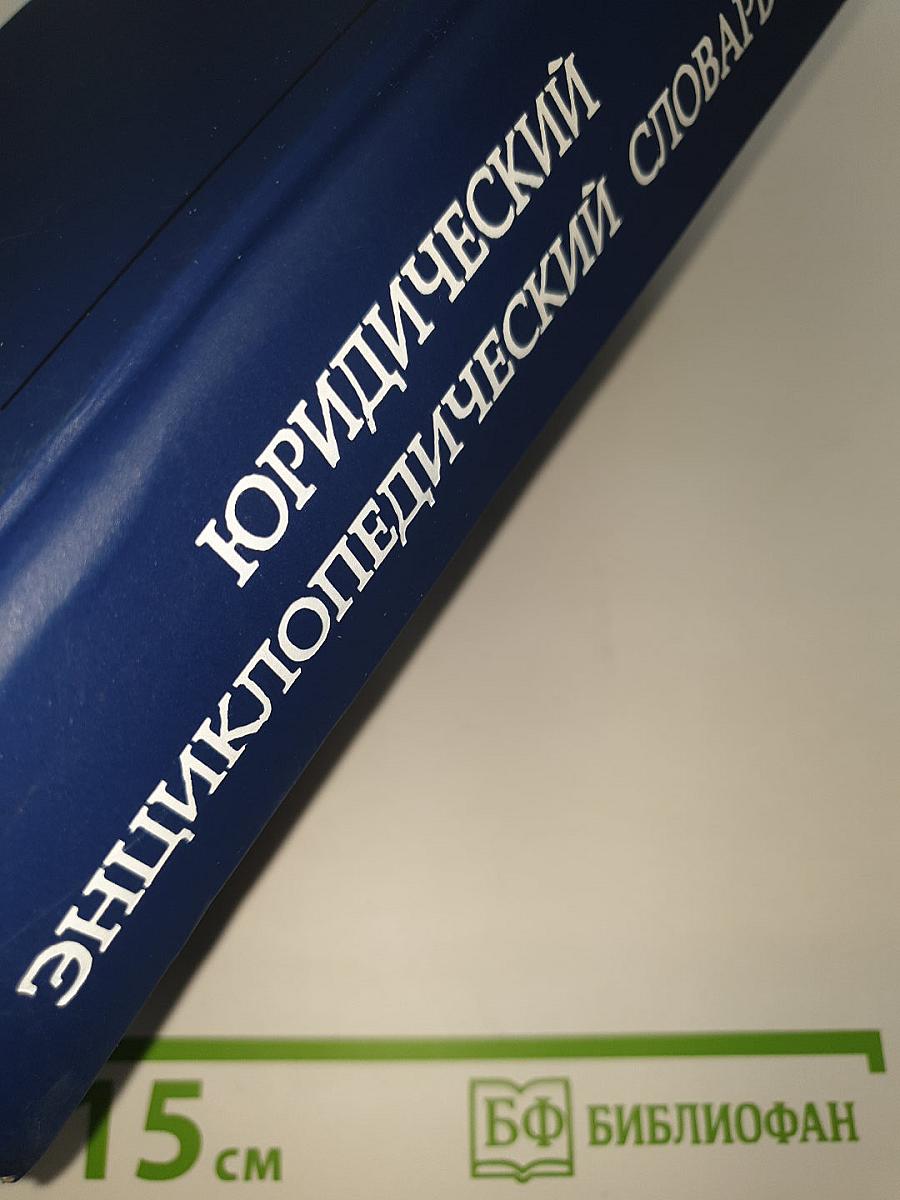 ЮРИДИЧЕСКИЙ
ЭНЦИКЛОПЕДИЧЕСКИЙ СЛОВАРЬ
15 см
БФ БИБЛИОФАН